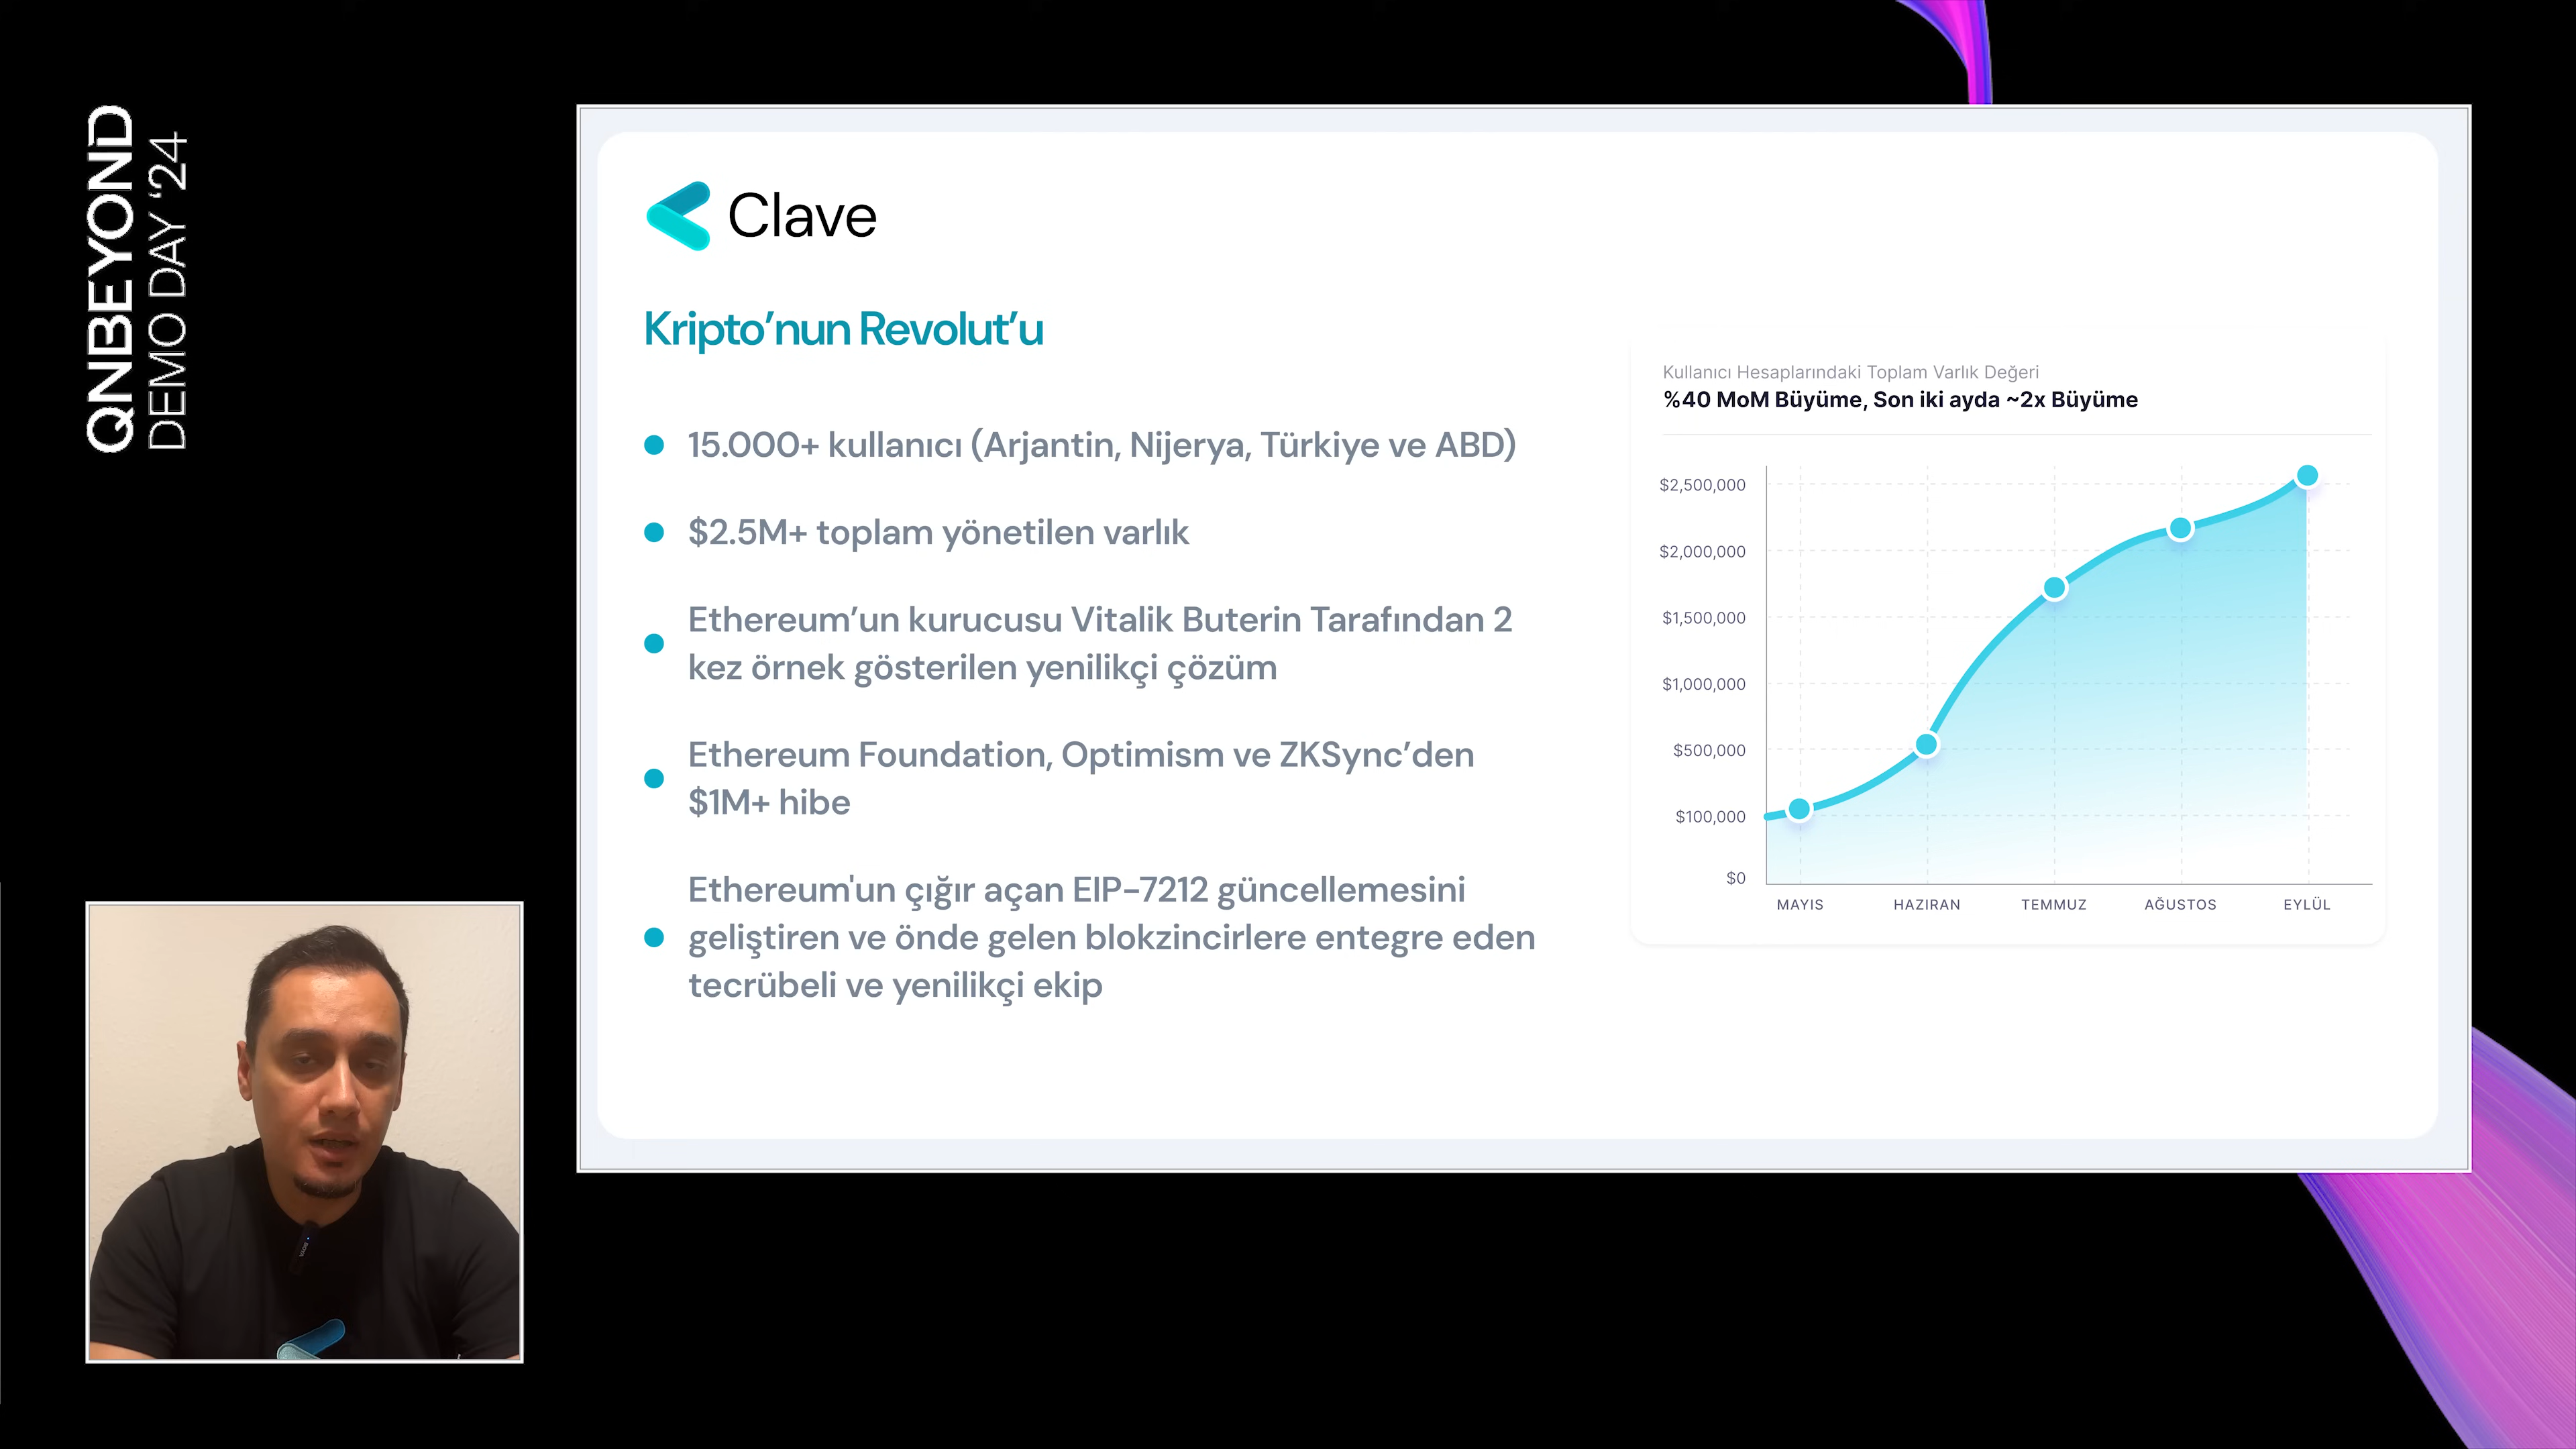 QNBEYOND
DEMO DAY ‘24
Clave
Kripto’nun Revolut’u
15.000+ kullanıcı (Arjantin, Nijerya, Türkiye ve ABD)
$2.5M+ toplam yönetilen varlık
Ethereum’un kurucusu Vitalik Buterin Tarafından 2
kez örnek gösterilen yenilikçi çözüm
Ethereum Foundation, Optimism ve ZKSync’den
$1M+ hibe
Ethereum'un çığır açan EIP-7212 güncellemesini
geliştiren ve önde gelen blokzincirlere entegre eden
tecrübeli ve yenilikçi ekip
Kullanıcı Hesaplarındaki Toplam Varlık Değeri
%40 MoM Büyüme, Son iki ayda ~2x Büyüme
$2,500,000
$2,000,000
$1,500,000
$1,000,000
$500,000
$100,000
$0
MAYIS HAZIRAN TEMMUZ AĞUSTOS EYLÜL